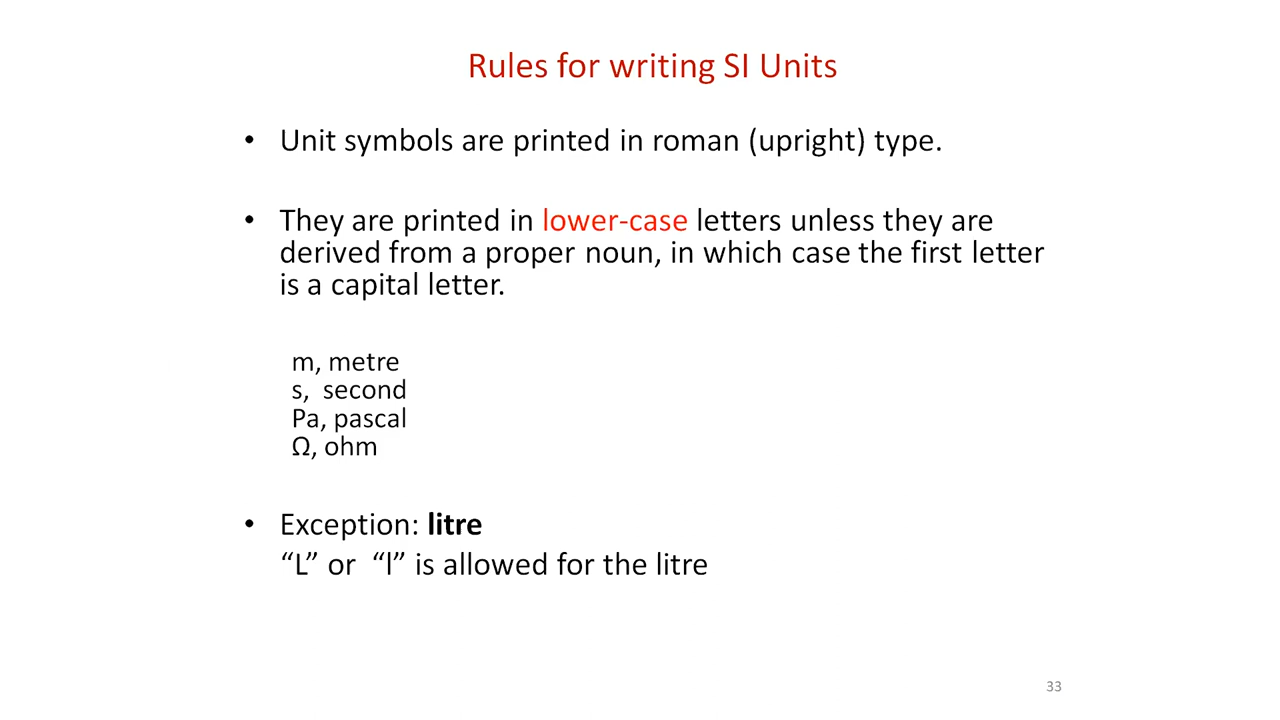 Rules for writing SI Units
• Unit symbols are printed in roman (upright) type.
• They are printed in lower-case letters unless they are
derived from a proper noun, in which case the first letter
is a capital letter.
m, metre
s,  second
Pa, pascal
Ω, ohm
• Exception: litre
“L” or  “l” is allowed for the litre
33